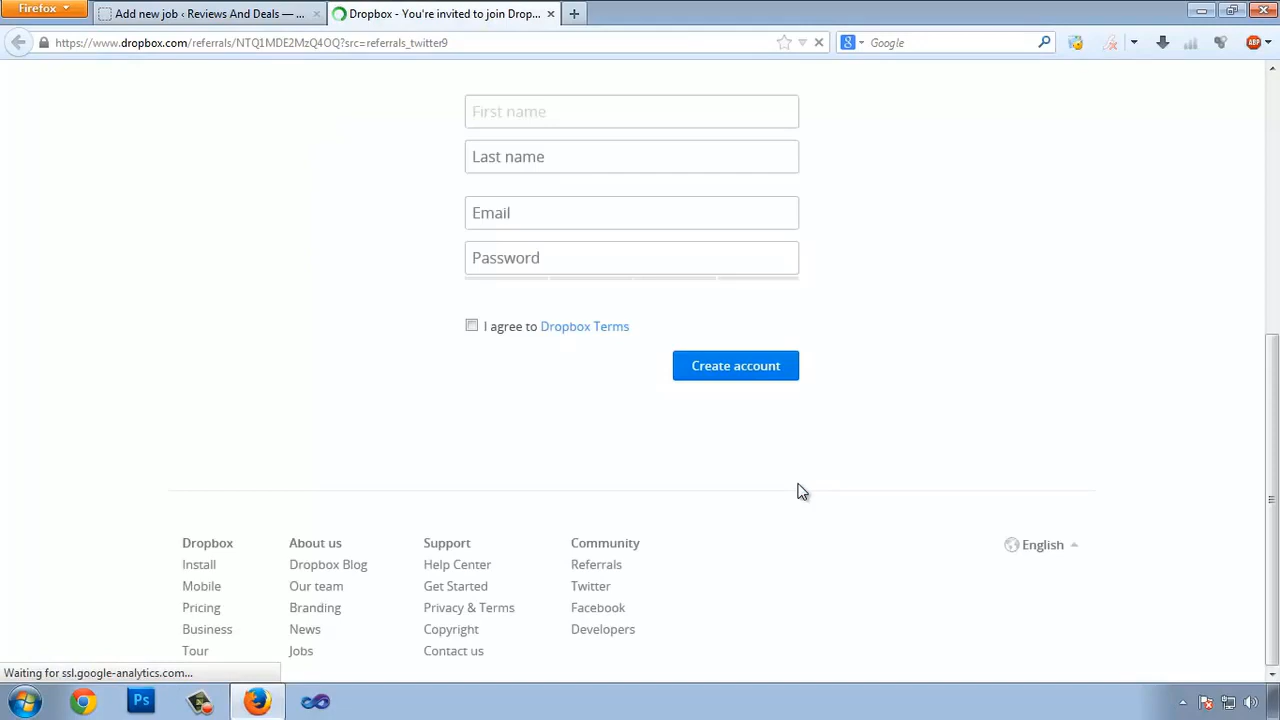 Firefox
Add new job ‹ Reviews And Deals — ...
Dropbox - You're invited to join Drop...
https://www.dropbox.com/referrals/NTQ1MDE2MzQ4OQ?src=referrals_twitter9
Google
ABP
First name
Last name
Email
Password
I agree to Dropbox Terms
Create account
Dropbox
Install
Mobile
Pricing
Business
Tour
About us
Dropbox Blog
Our team
Branding
News
Jobs
Support
Help Center
Get Started
Privacy & Terms
Copyright
Contact us
Community
Referrals
Twitter
Facebook
Developers
English
Waiting for ssl.google-analytics.com...
Ps